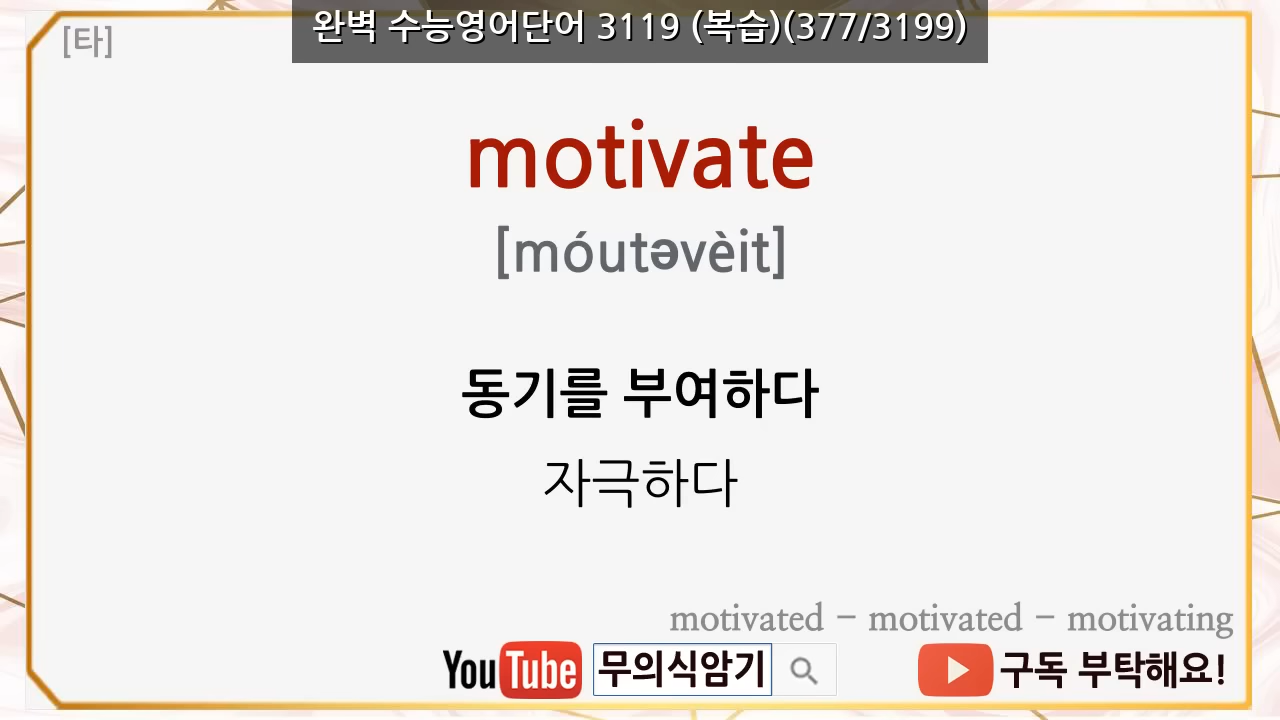 완벽 수능영어단어 3119 (복습)(377/3199)
[타]
motivate
[móutəvèit]
동기를 부여하다
자극하다
motivated – motivated – motivating
YouTube 무의식암기 구독 부탁해요!